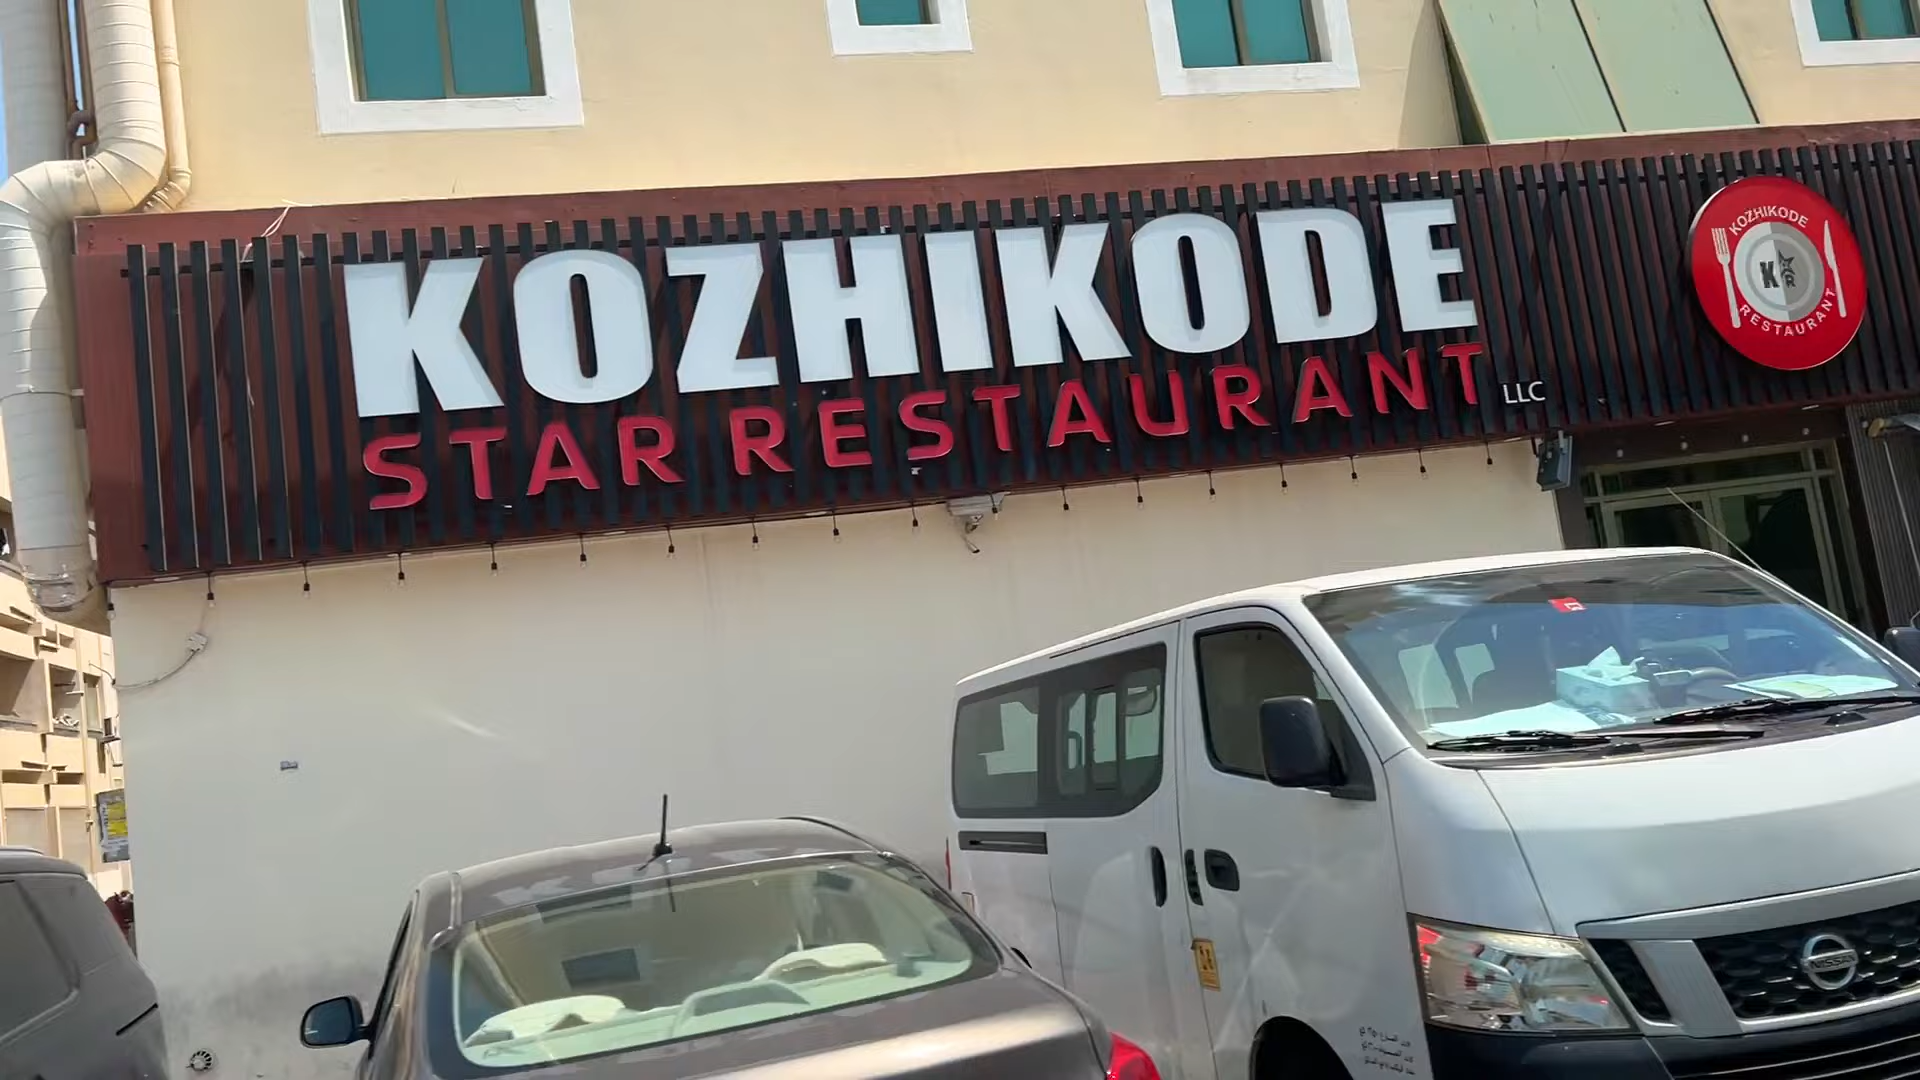 KOZHIKODE
STAR RESTAURANT LLC
KOZHIKODE
K
R
RESTAURANT
NISSAN